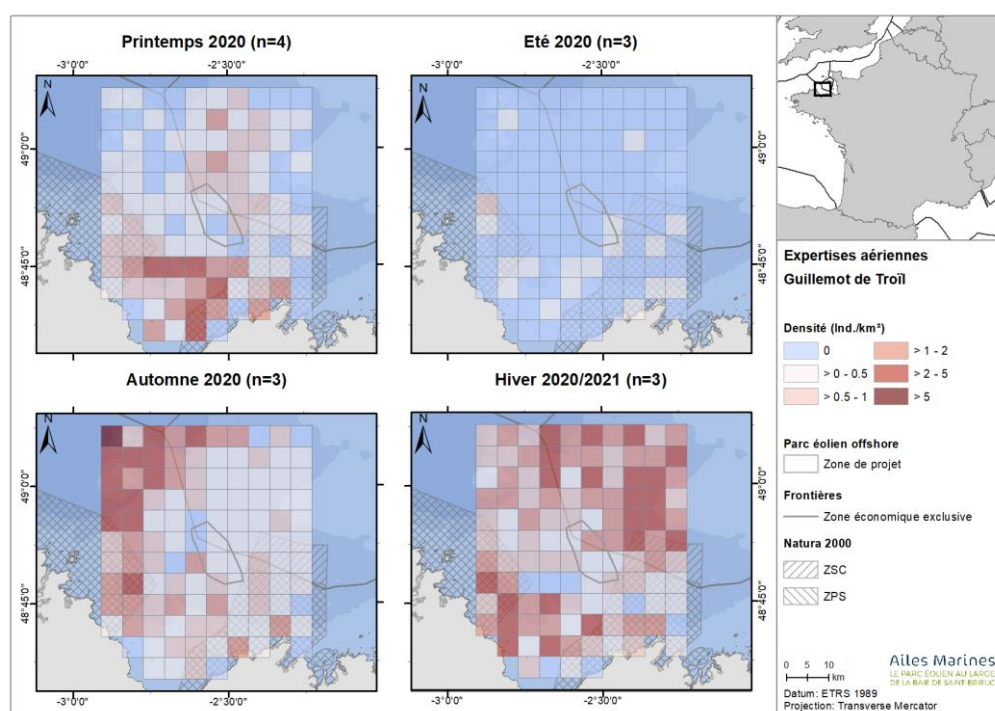 Printemps 2020 (n=4)
-3°0'0" -2°30'0"
N
49°0'0"
48°45'0"
Eté 2020 (n=3)
-3°0'0" -2°30'0"
N
49°0'0"
48°45'0"
Automne 2020 (n=3)
N
49°0'0"
48°45'0"
-3°0'0" -2°30'0"
Hiver 2020/2021 (n=3)
N
49°0'0"
48°45'0"
-3°0'0" -2°30'0"
Expertises aériennes
Guillemot de Troïl
Densité (Ind./km²)
0 > 1 - 2
> 0 - 0.5 > 2 - 5
> 0.5 - 1 > 5
Parc éolien offshore
Zone de projet
Frontières
Zone économique exclusive
Natura 2000
ZSC
ZPS
0 5 10
km
Ailes Marines
LE PARC ÉOLIEN AU LARGE
DE LA BAIE DE SAINT-BRIEUC
Datum : ETRS 1989
Projection: Transverse Mercator